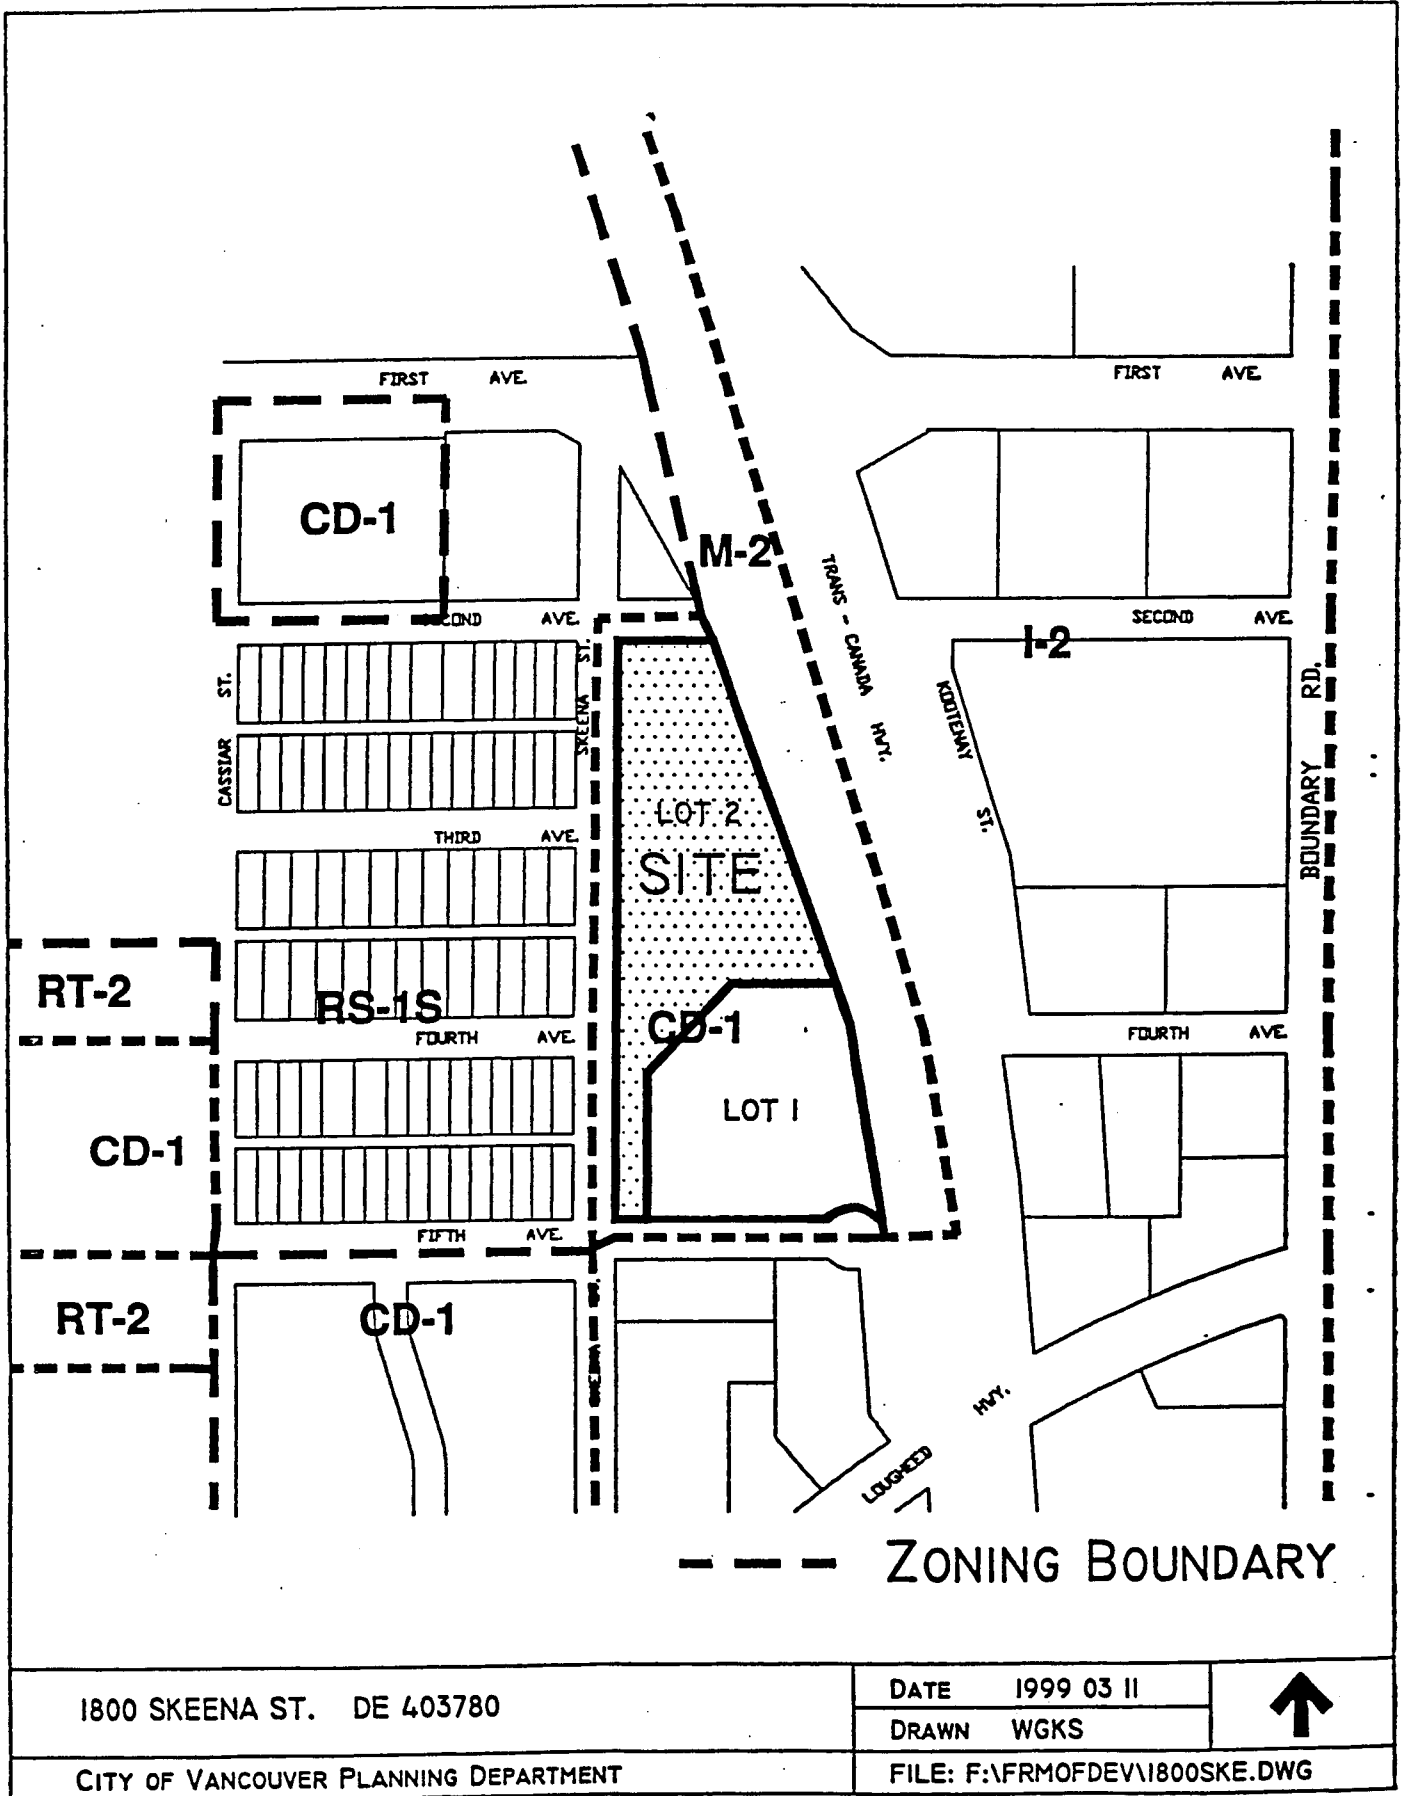 FIRST AVE.
FIRST AVE.
CD-1
M-2
TRANS - CANADA HWY.
SECOND AVE.
SECOND AVE.
I-2
CASSIAR ST.
SKEENA ST.
KOOTENAY ST.
BOUNDARY RD.
LOT 2
SITE
THIRD AVE.
RT-2
RS-1S
CD-1
FOURTH AVE.
FOURTH AVE.
LOT 1
CD-1
FIFTH AVE.
RT-2
CD-1
SKEENA
LOUGHEED HWY.
ZONING BOUNDARY
1800 SKEENA ST. DE 403780
DATE 1999 03 11
DRAWN WGKS
CITY OF VANCOUVER PLANNING DEPARTMENT
FILE: F:\FRMOFDEV\1800SKE.DWG